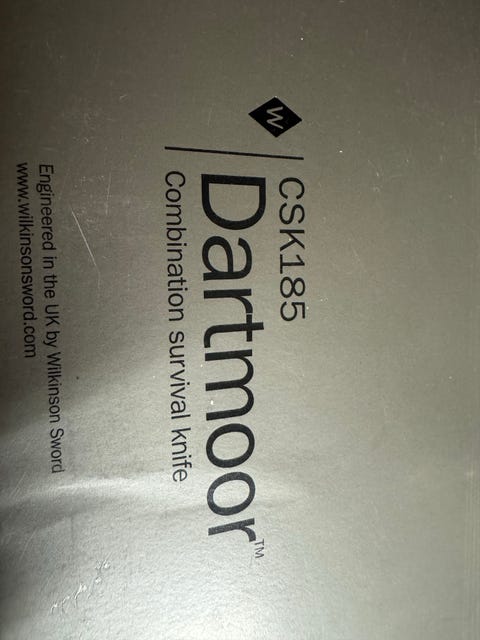 W
CSK185
Dartmoor™
Combination survival knife
Engineered in the UK by Wilkinson Sword
www.wilkinsonsword.com